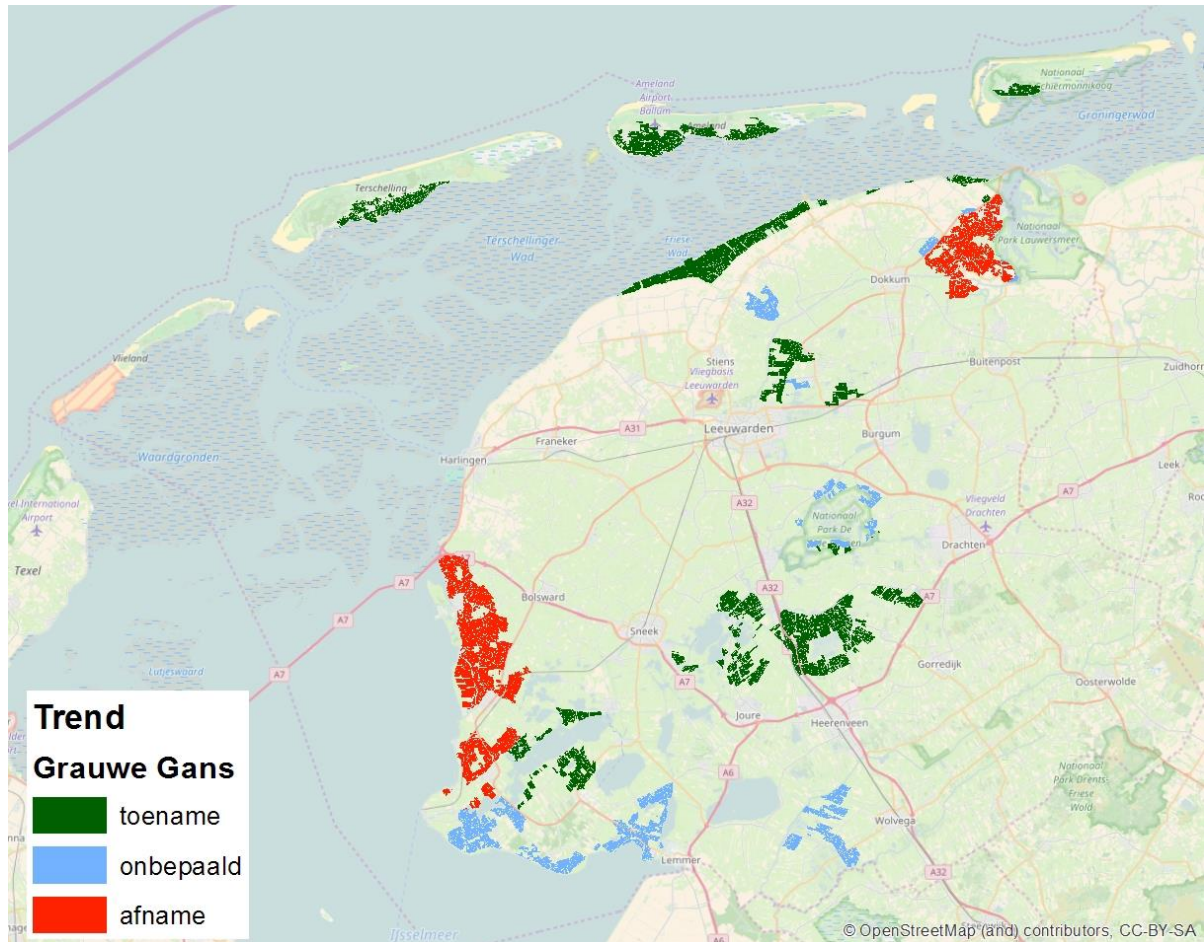 Nationaal
Schiermonnikoog
Groningerwad
Ameland
Airport
Ballum
Ameland
Terschelling
Terschellinger
Wad
Friese
Wad
Nationaal
Park Lauwersmeer
Dokkum
Vlieland
Stiens
Vliegbasis
Leeuwarden
Buitenpost
Zuidhorn
Leeuwarden
A31
Franeker
Harlingen
Waardgronden
Burgum
Leek
A32
A7
Vliegveld
Drachten
Nationaal
Park De
Drachten
International
Airport
Texel
A7
A7
Bolsward
Sneek
A32
A7
A7
Lutjeswaard
A7
Gorredijk
Oosterwolde
Joure
Heerenveen
A6
Nationaal
Park Drents-
Friese
Wold
Wolvega
Lemmer
A32
IJsselmeer
Trend
Grauwe Gans
toename
onbepaald
afname
© OpenStreetMap (and) contributors, CC-BY-SA